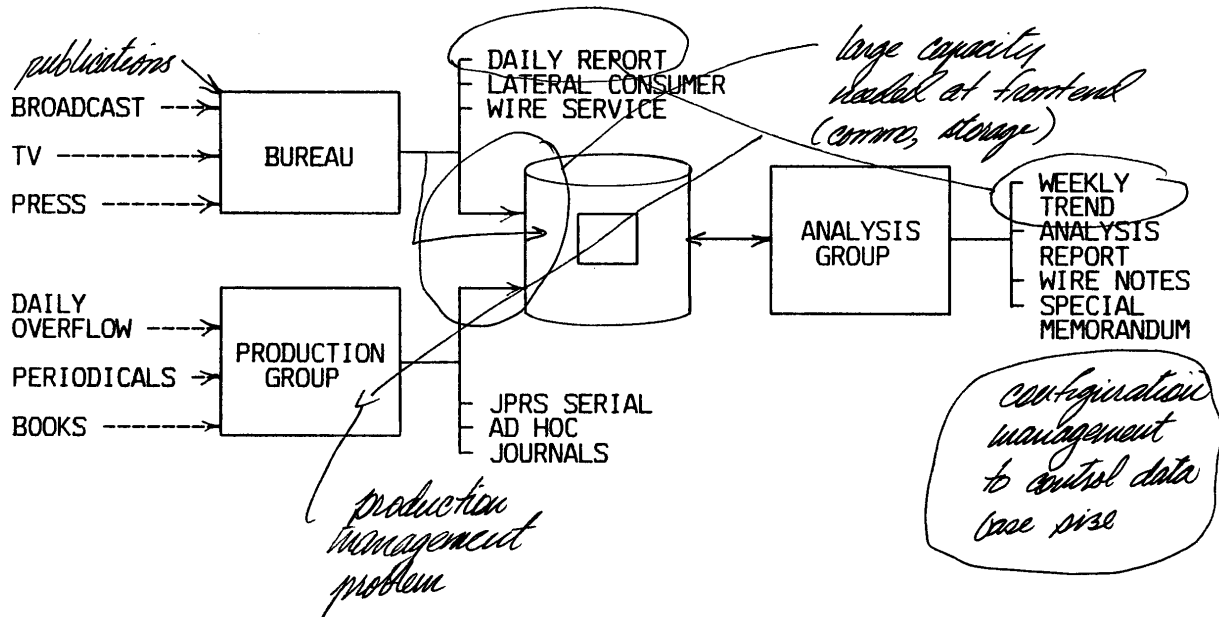 publications
BROADCAST
TV
PRESS
BUREAU
DAILY REPORT
LATERAL CONSUMER
WIRE SERVICE
large capacity
needed at frontend
(commo, storage)
DAILY
OVERFLOW
PERIODICALS
BOOKS
PRODUCTION
GROUP
JPRS SERIAL
AD HOC
JOURNALS
production
management
problem
ANALYSIS
GROUP
WEEKLY
TREND
ANALYSIS
REPORT
WIRE NOTES
SPECIAL
MEMORANDUM
configuration
management
to control data
base size